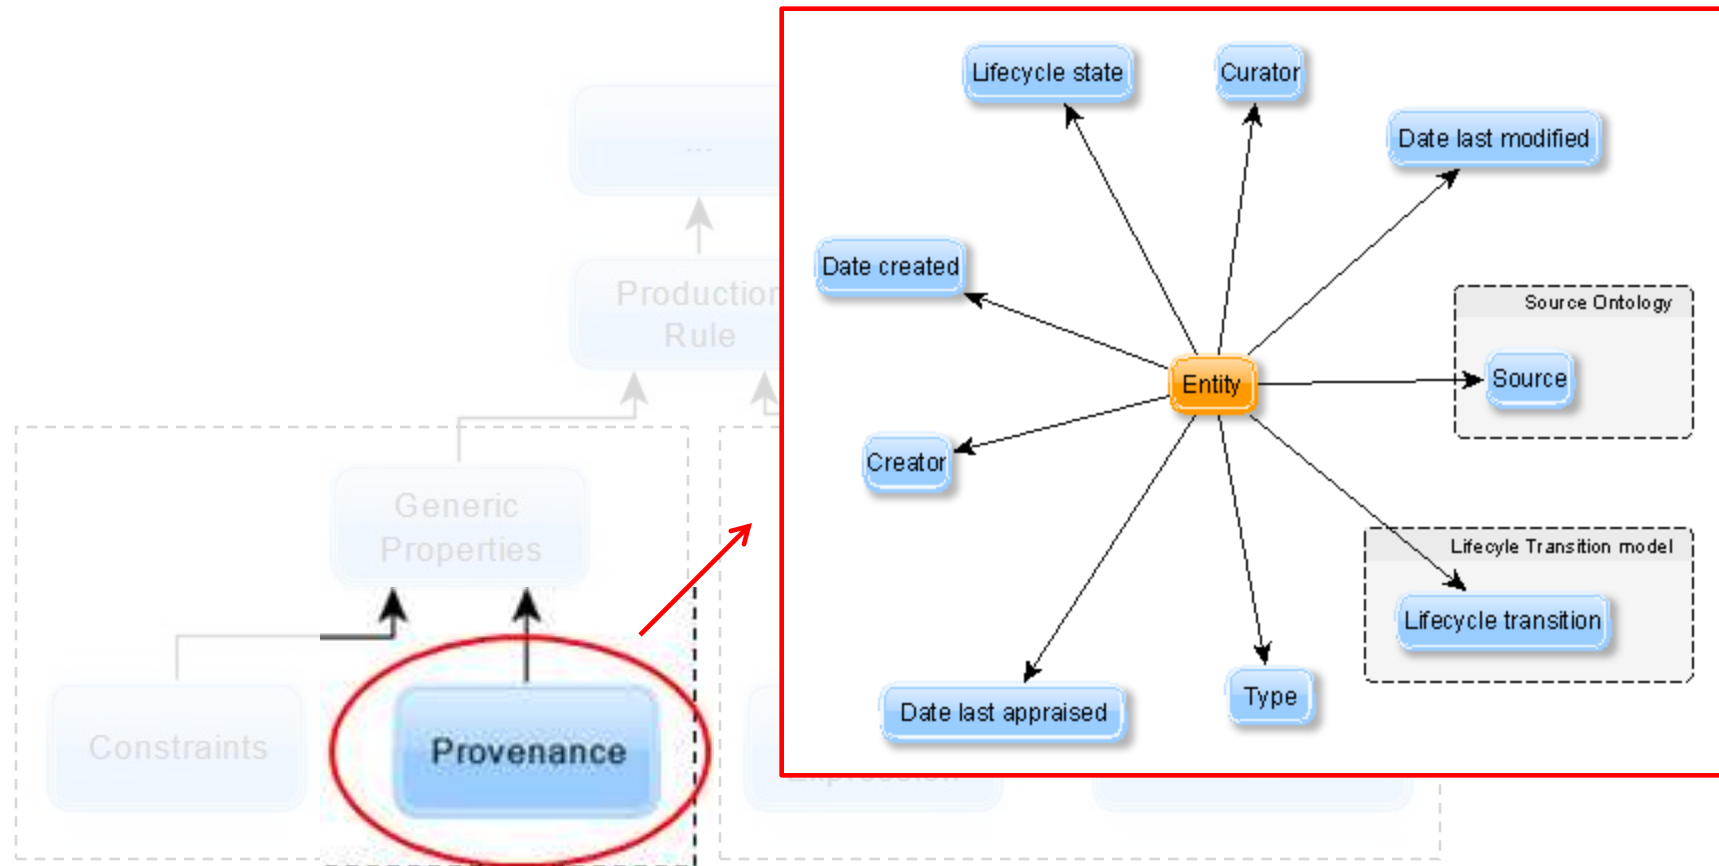 ...
Production
Rule
Generic
Properties
Constraints
Provenance
Expression
Lifecycle state
Curator
Date last modified
Date created
Source Ontology
Entity
Source
Creator
Lifecyle Transition model
Lifecycle transition
Type
Date last appraised